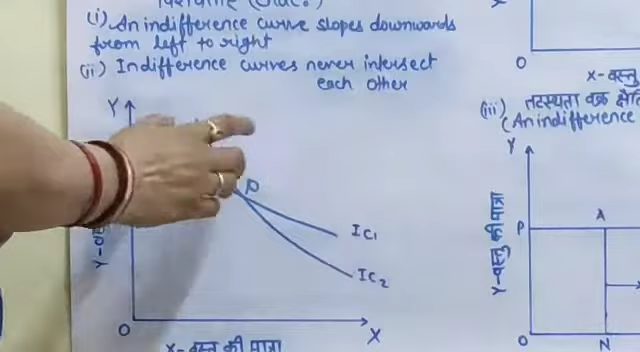 (i) An indifference curve slopes downwards
from left to right
(ii) Indifference curves never intersect
each other
Y
P
IC1
IC2
O
X
X-वस्तु की मात्रा
Y
O
X-वस्तु
(iii) तटस्थता वक्र
(An indifference
Y
Y-वस्तु की मात्रा
P
A
O
N